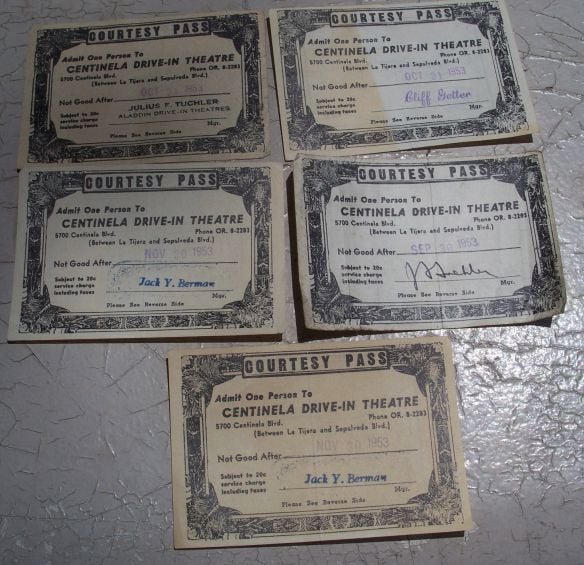 COURTESY PASS
Admit One Person To
CENTINELA DRIVE-IN THEATRE
5700 Centinela Blvd. Phone OR. 8-2283
(Between La Tijera and Sepulveda Blvd.)
Not Good After OCT 1953
Subject to 20c
service charge
including taxes
JULIUS F. TUCHLER
ALADDIN DRIVE-IN THEATRES
Mgr.
Please See Reverse Side
COURTESY PASS
Admit One Person To
CENTINELA DRIVE-IN THEATRE
5700 Centinela Blvd. Phone OR. 8-2283
(Between La Tijera and Sepulveda Blvd.)
Not Good After OCT 31 1953
Subject to 20c
service charge
including taxes
Cliff Getter
Mgr.
Please See Reverse Side
COURTESY PASS
Admit One Person To
CENTINELA DRIVE-IN THEATRE
5700 Centinela Blvd. Phone OR. 8-2283
(Between La Tijera and Sepulveda Blvd.)
Not Good After NOV 30 1953
Subject to 20c
service charge
including taxes
Jack Y. Berman
Mgr.
Please See Reverse Side
COURTESY PASS
Admit One Person To
CENTINELA DRIVE-IN THEATRE
5700 Centinela Blvd. Phone OR. 8-2283
(Between La Tijera and Sepulveda Blvd.)
Not Good After SEP 30 1953
Subject to 20c
service charge
including taxes
Mgr.
Please See Reverse Side
COURTESY PASS
Admit One Person To
CENTINELA DRIVE-IN THEATRE
5700 Centinela Blvd. Phone OR. 8-2283
(Between La Tijera and Sepulveda Blvd.)
Not Good After NOV 30 1953
Subject to 20c
service charge
including taxes
Jack Y. Berman
Mgr.
Please See Reverse Side